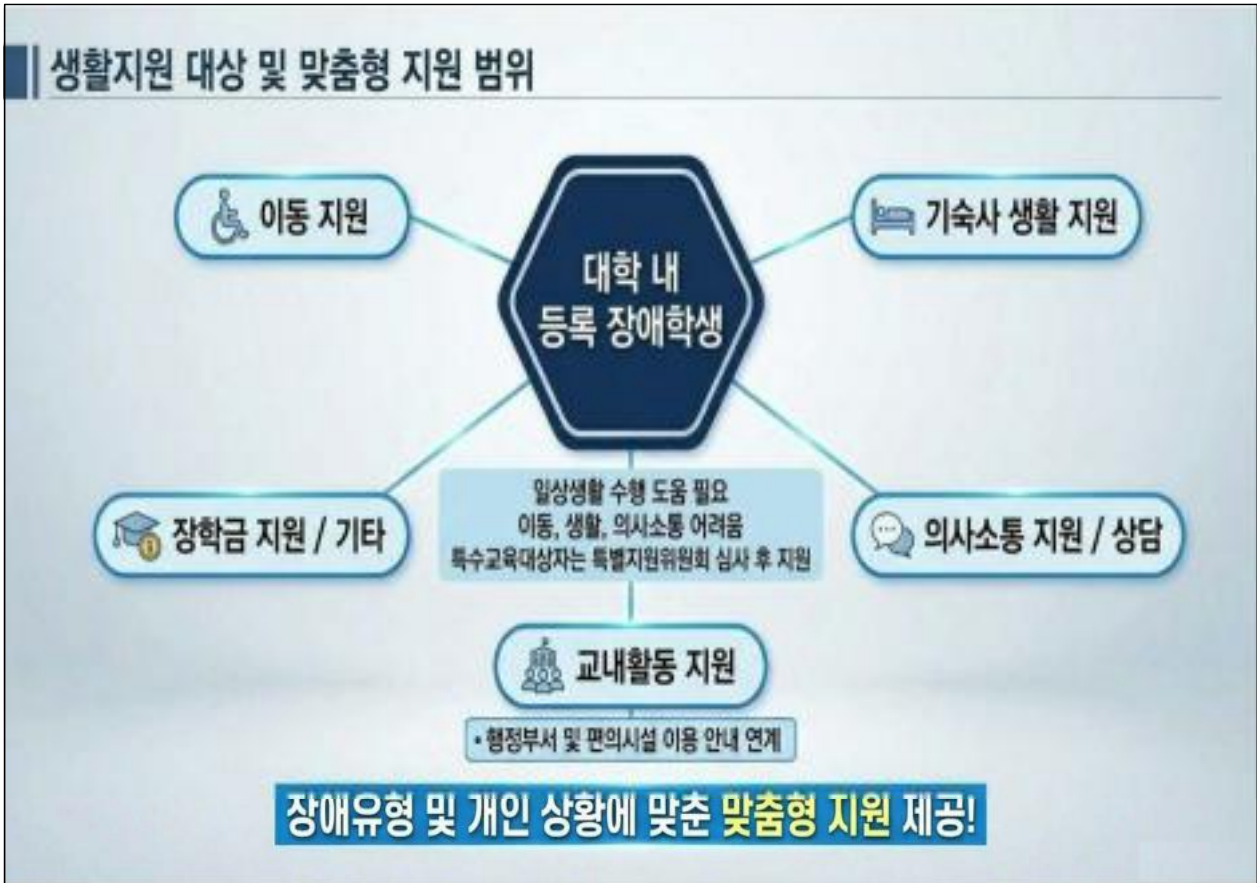 생활지원 대상 및 맞춤형 지원 범위
이동 지원
기숙사 생활 지원
대학 내
등록 장애학생
장학금 지원 / 기타
일상생활 수행 도움 필요
이동, 생활, 의사소통 어려움
특수교육대상자는 특별지원위원회 심사 후 지원
의사소통 지원 / 상담
교내활동 지원
• 행정부서 및 편의시설 이용 안내 연계
장애유형 및 개인 상황에 맞춘 맞춤형 지원 제공!